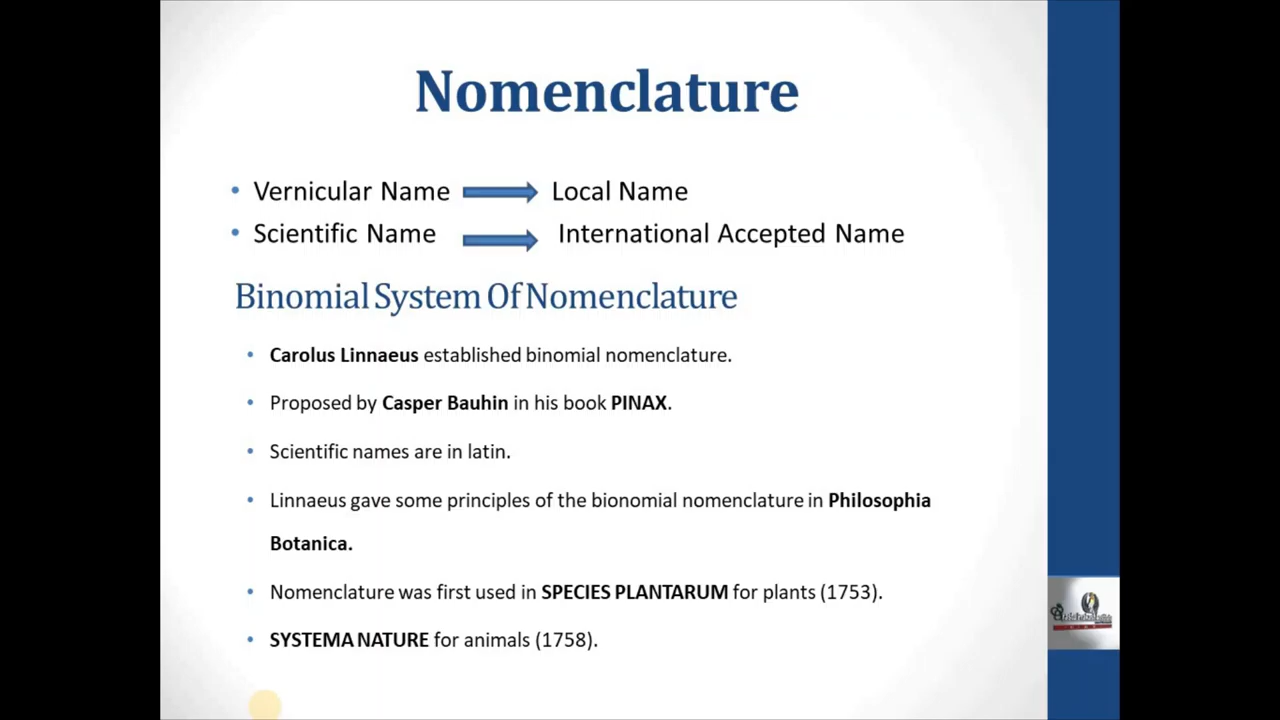 Nomenclature
• Vernicular Name Local Name
• Scientific Name International Accepted Name
Binomial System Of Nomenclature
• Carolus Linnaeus established binomial nomenclature.
• Proposed by Casper Bauhin in his book PINAX.
• Scientific names are in latin.
• Linnaeus gave some principles of the bionomial nomenclature in Philosophia
Botanica.
• Nomenclature was first used in SPECIES PLANTARUM for plants (1753).
• SYSTEMA NATURE for animals (1758).